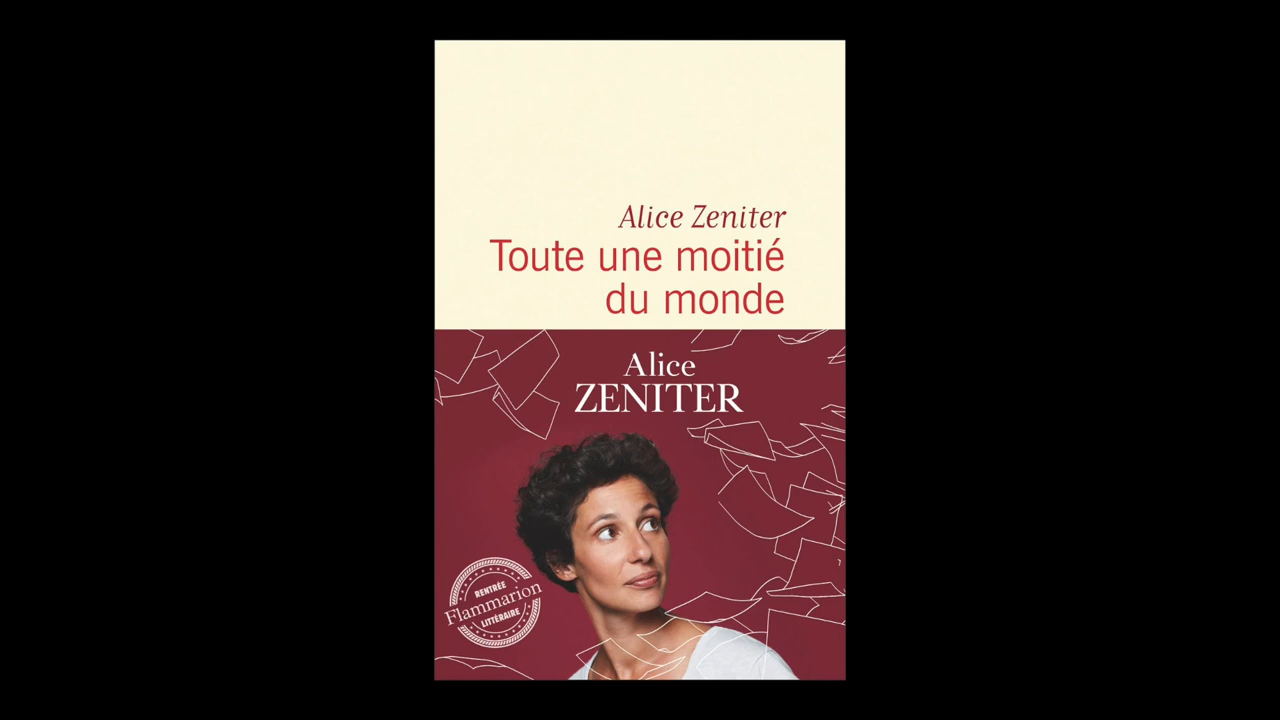 Alice Zeniter
Toute une moitié
du monde
Alice
ZENITER
RENTRÉE
Flammarion
LITTÉRAIRE